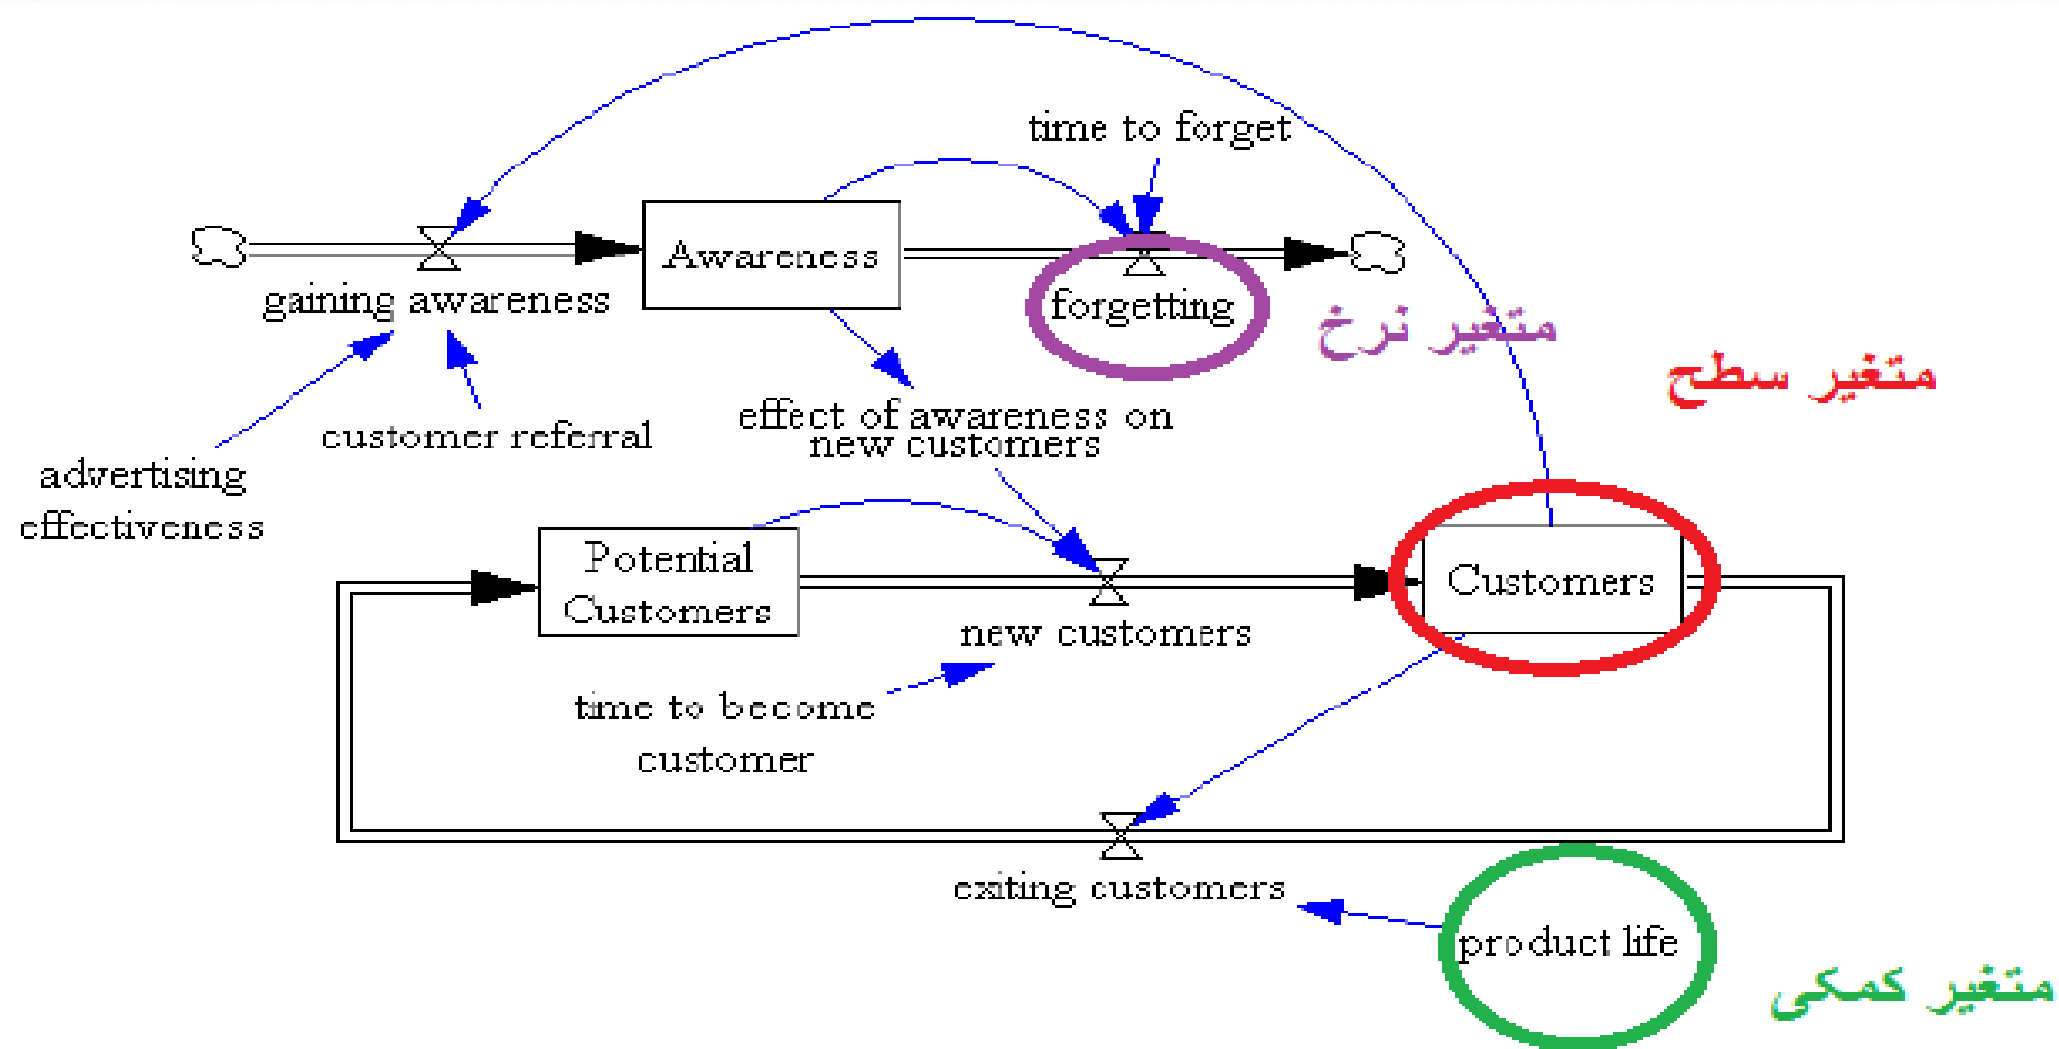 time to forget
Awareness
gaining awareness
forgetting
متغیر نرخ
متغیر سطح
effect of awareness on
new customers
customer referral
advertising
effectiveness
Potential
Customers
Customers
new customers
time to become
customer
exiting customers
product life
متغیر کمکی